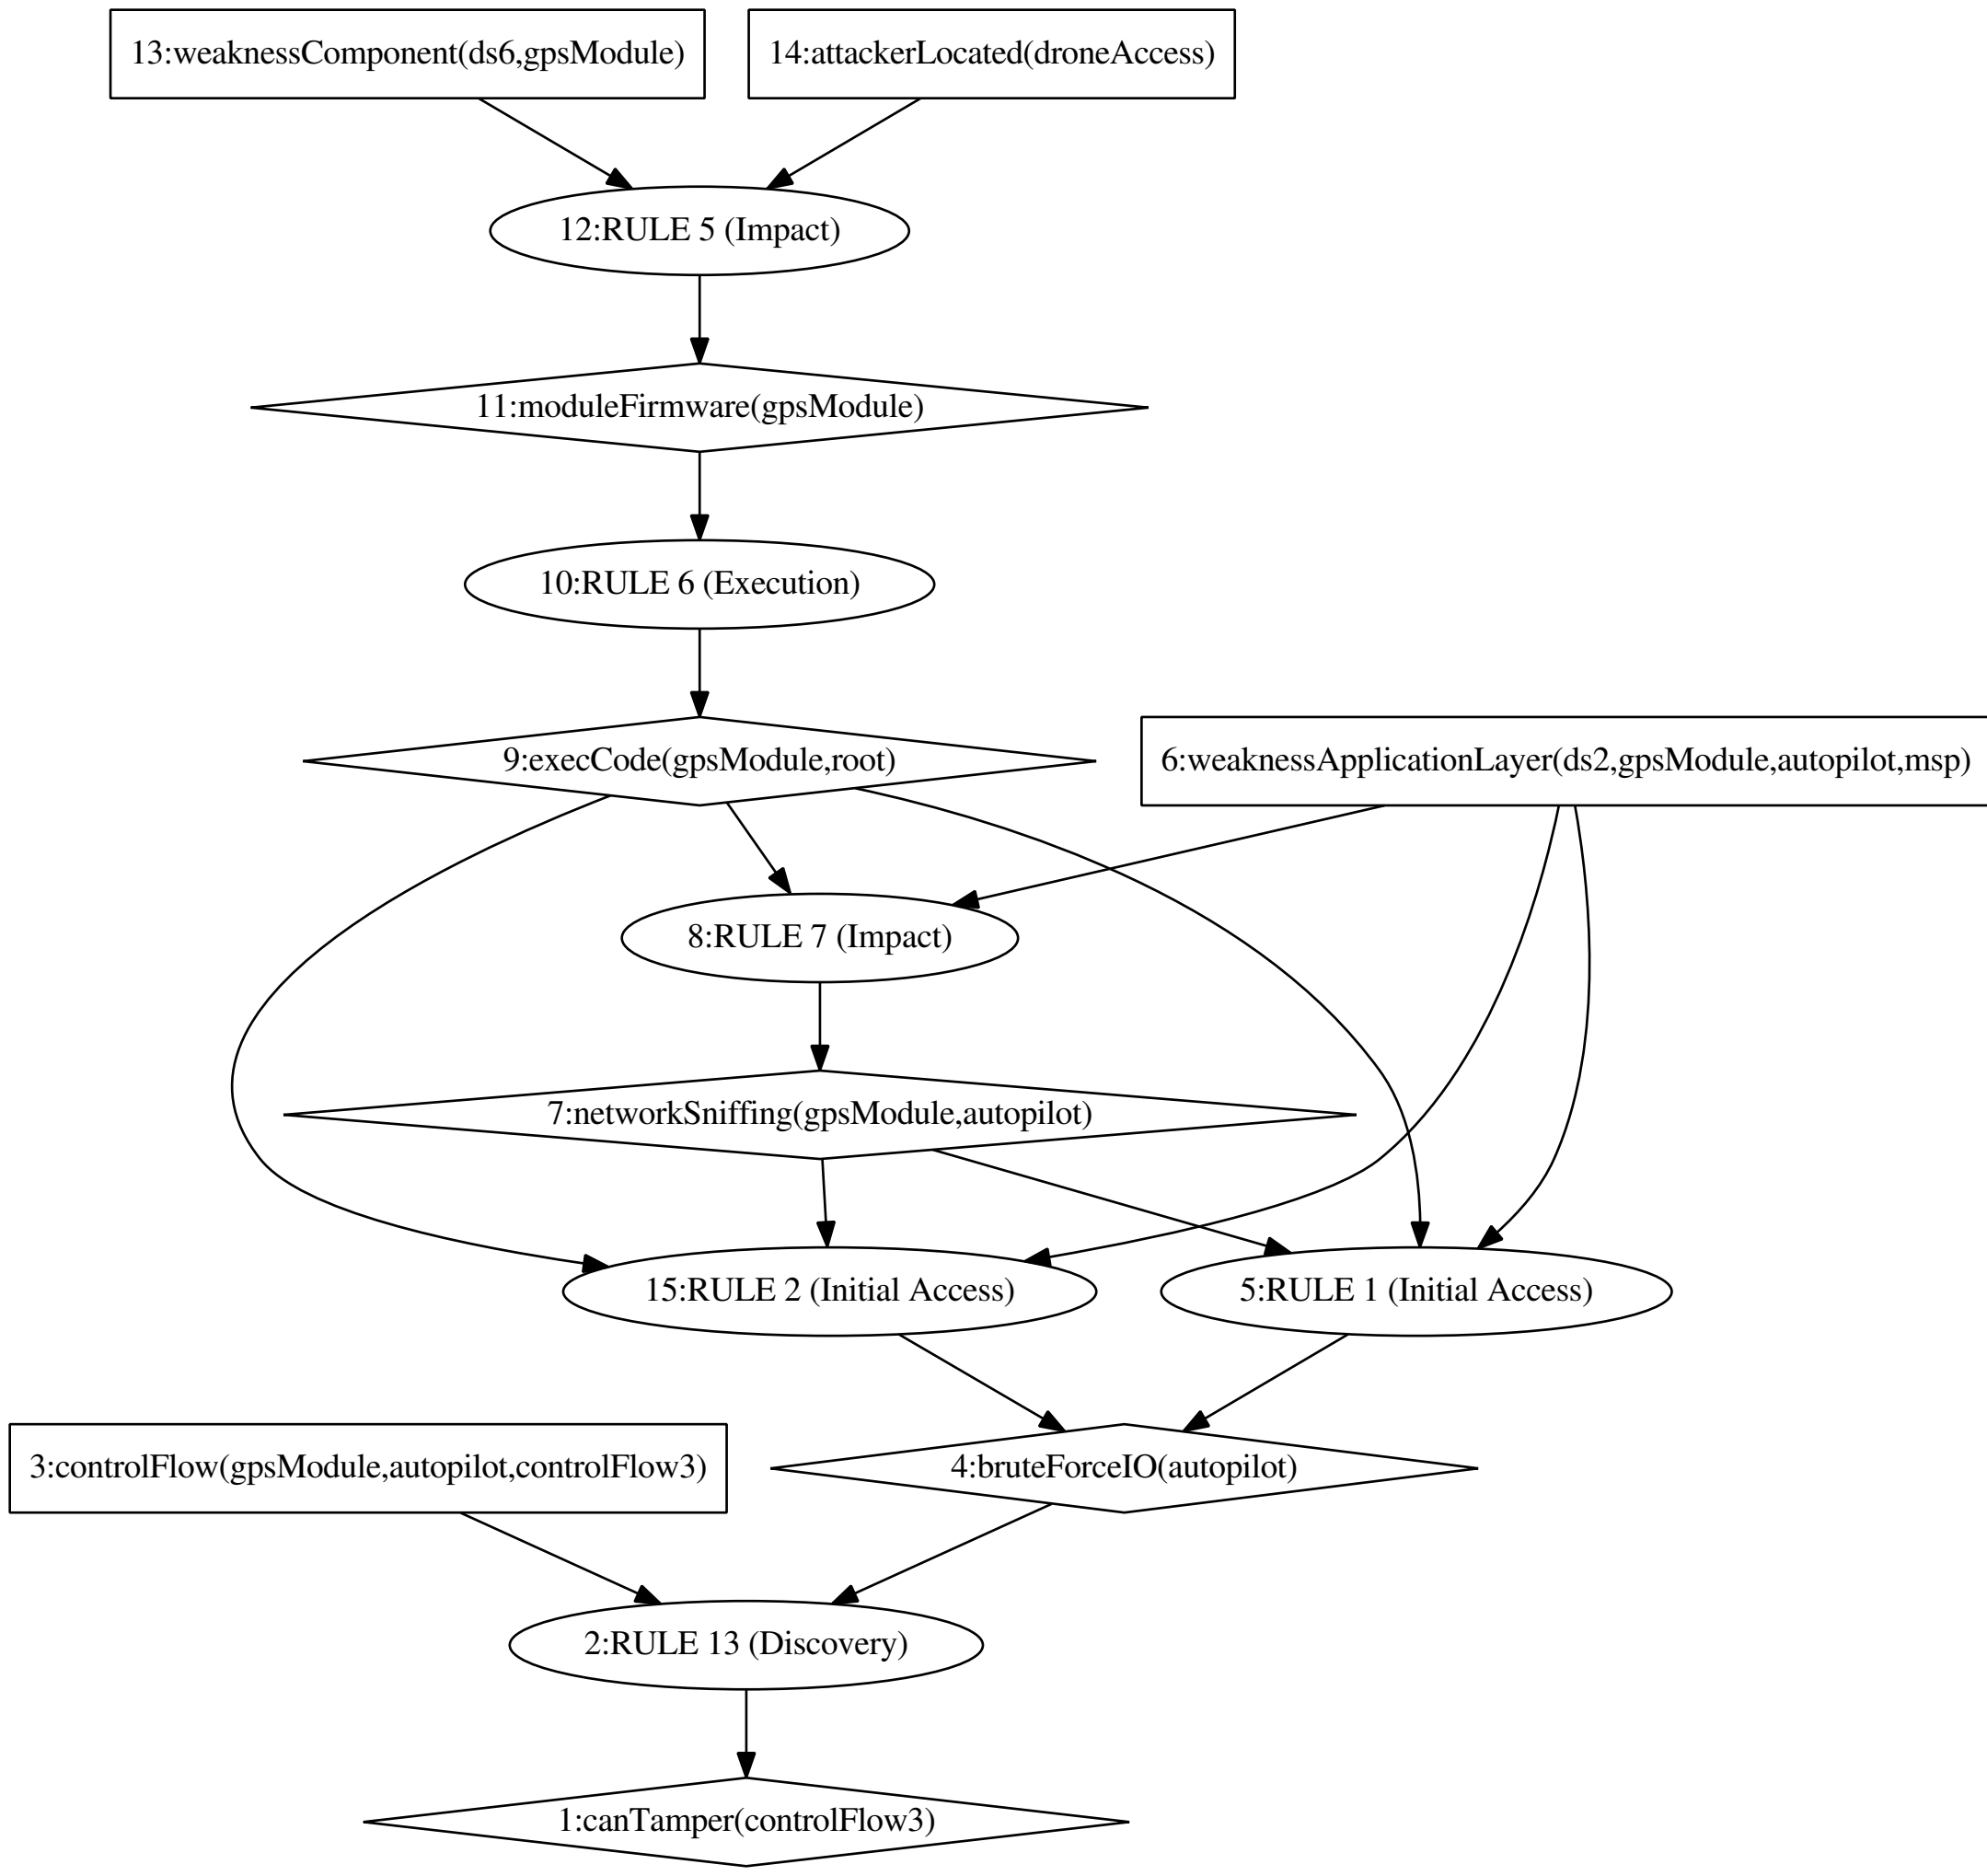 13:weaknessComponent(ds6,gpsModule)
14:attackerLocated(droneAccess)
12:RULE 5 (Impact)
11:moduleFirmware(gpsModule)
10:RULE 6 (Execution)
9:execCode(gpsModule,root)
6:weaknessApplicationLayer(ds2,gpsModule,autopilot,msp)
8:RULE 7 (Impact)
7:networkSniffing(gpsModule,autopilot)
15:RULE 2 (Initial Access)
5:RULE 1 (Initial Access)
3:controlFlow(gpsModule,autopilot,controlFlow3)
4:bruteForceIO(autopilot)
2:RULE 13 (Discovery)
1:canTamper(controlFlow3)